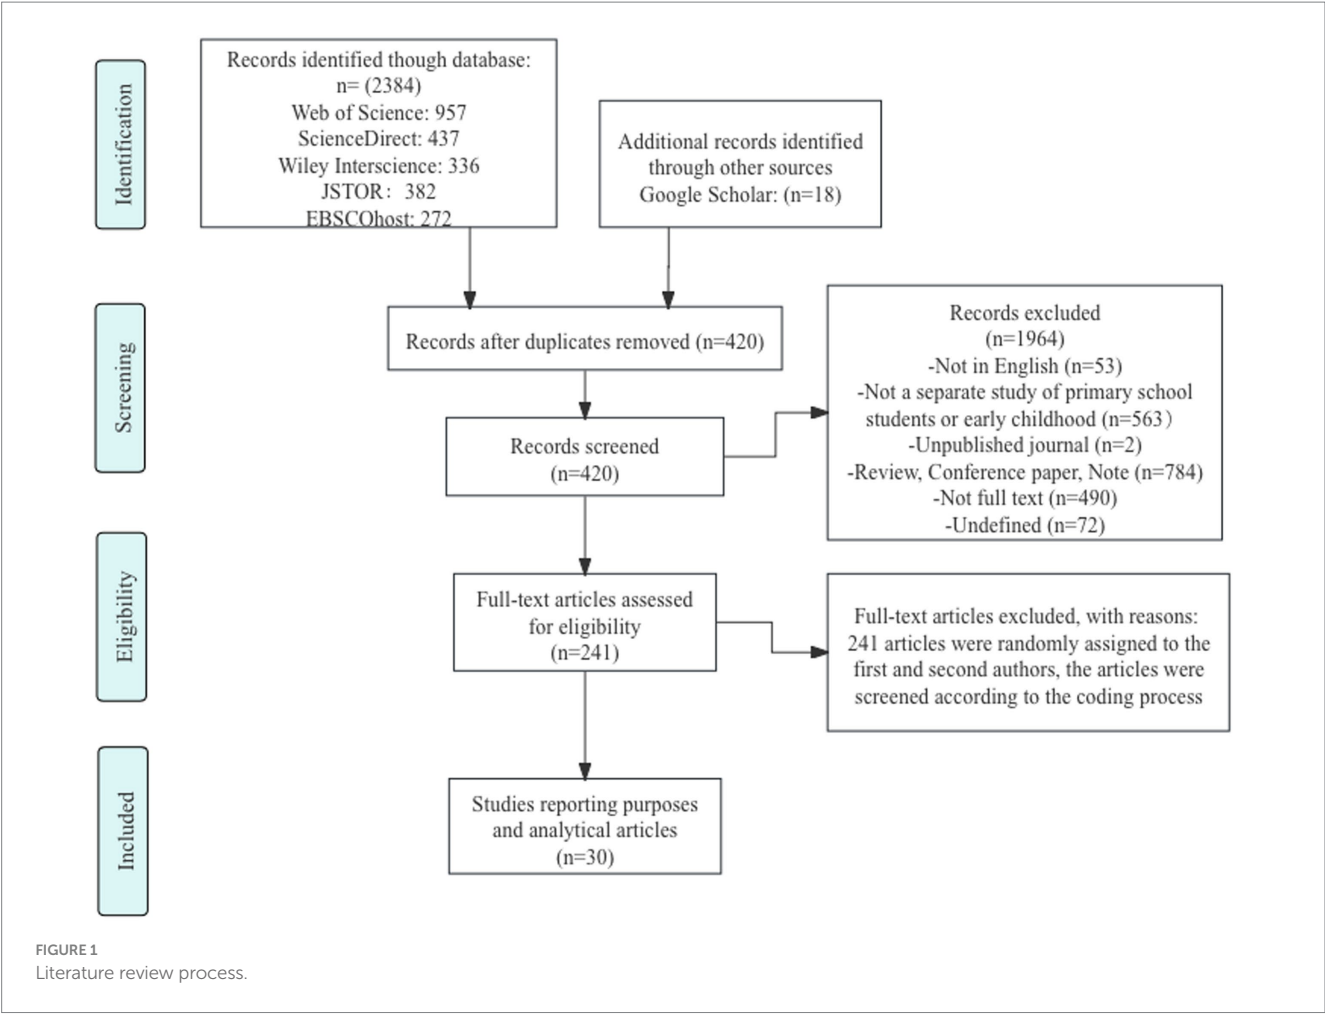 Identification
Records identified though database:
n= (2384)
Web of Science: 957
ScienceDirect: 437
Wiley Interscience: 336
JSTOR： 382
EBSCOhost: 272
Additional records identified
through other sources
Google Scholar: (n=18)
Screening
Records after duplicates removed (n=420)
Records screened
(n=420)
Records excluded
(n=1964)
-Not in English (n=53)
-Not a separate study of primary school
students or early childhood (n=563）
-Unpublished journal (n=2)
-Review, Conference paper, Note (n=784)
-Not full text (n=490)
-Undefined (n=72)
Eligibility
Full-text articles assessed
for eligibility
(n=241)
Full-text articles excluded, with reasons:
241 articles were randomly assigned to the
first and second authors, the articles were
screened according to the coding process
Included
Studies reporting purposes
and analytical articles
(n=30)
FIGURE 1
Literature review process.